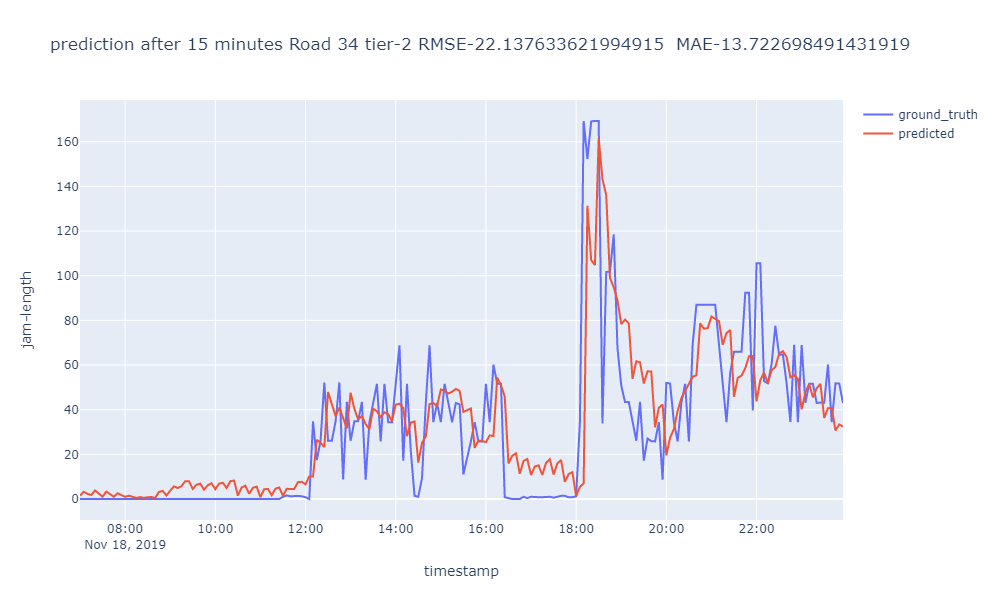 prediction after 15 minutes Road 34 tier-2 RMSE-22.137633621994915  MAE-13.722698491431919
ground_truth
predicted
jam-length
160
140
120
100
80
60
40
20
0
08:00 10:00 12:00 14:00 16:00 18:00 20:00 22:00
Nov 18, 2019
timestamp